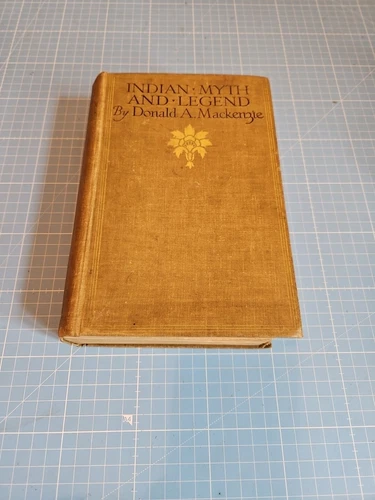 INDIAN · MYTH
AND · LEGEND
By Donald A. Mackenzie